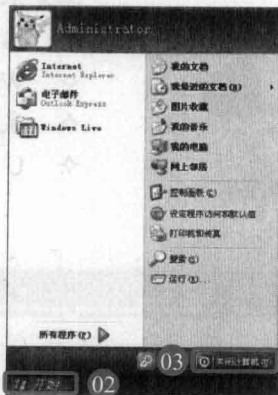 Administrator
Internet
Internet Explorer
电子邮件
Outlook Express
Windows Live
所有程序(P)
我的文档
我最近的文档(D)
图片收藏
我的音乐
我的电脑
网上邻居
控制面板(C)
设定程序访问和默认值
打印机和传真
搜索(S)
运行(R)...
03
关闭计算机(U)
开始
02